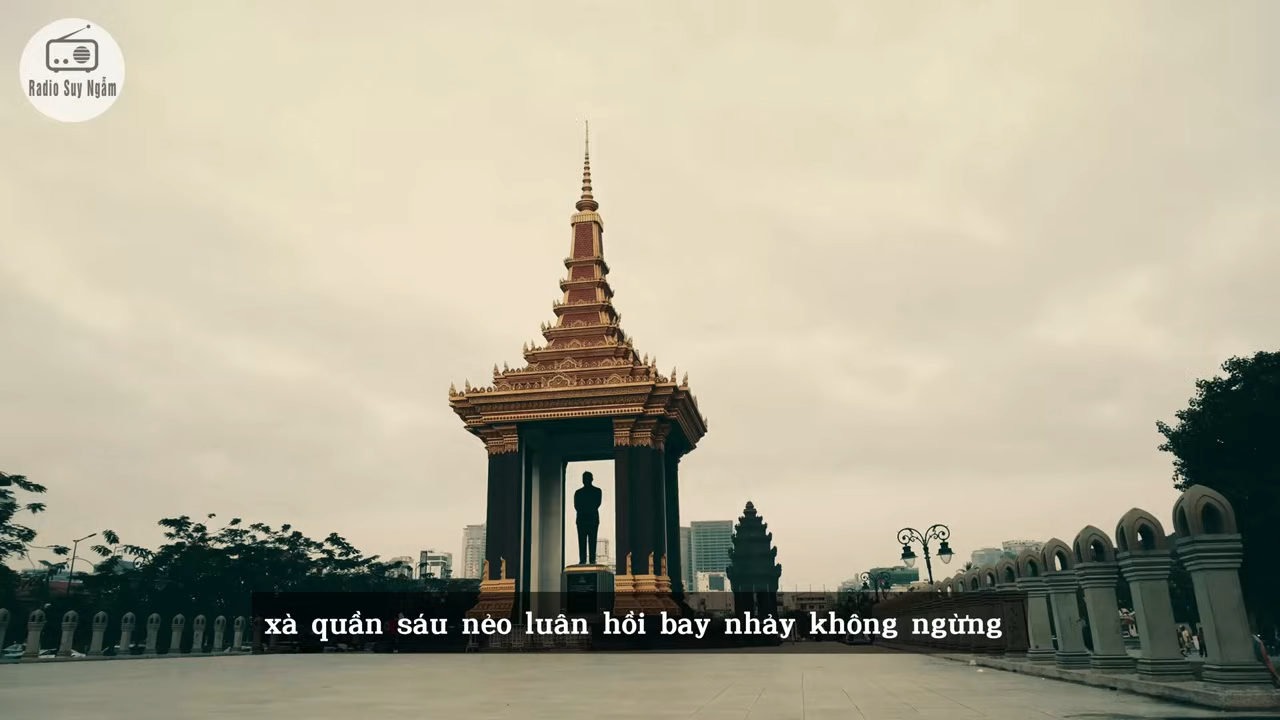 Radio Suy Ngẫm
xà quần sáu nẻo luân hồi bay nhảy không ngừng